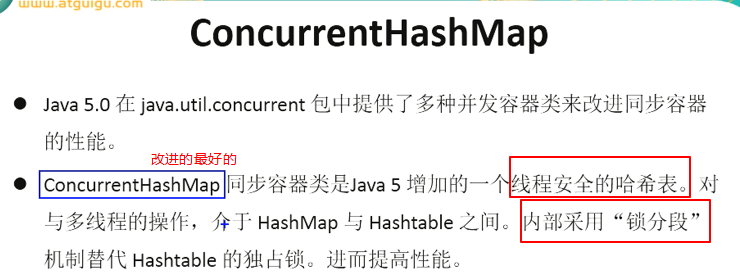 www.atguigu.com
ConcurrentHashMap
● Java 5.0 在 java.util.concurrent 包中提供了多种并发容器类来改进同步容器
的性能。
改进的最好的
● ConcurrentHashMap 同步容器类是Java 5 增加的一个线程安全的哈希表。对
与多线程的操作，介于 HashMap 与 Hashtable 之间。内部采用“锁分段”
机制替代 Hashtable 的独占锁。进而提高性能。